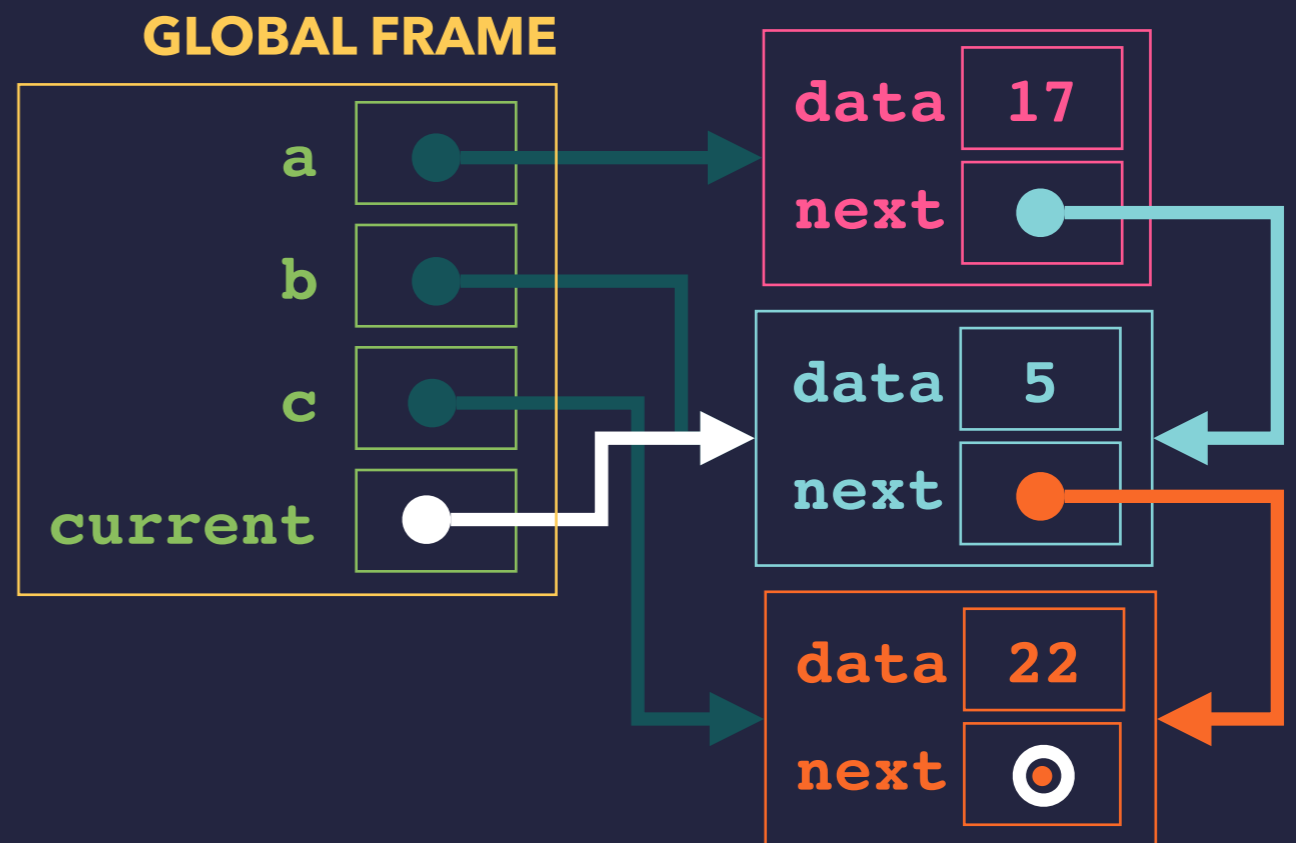 GLOBAL FRAME
a
b
c
current
data 17
next
data 5
next
data 22
next